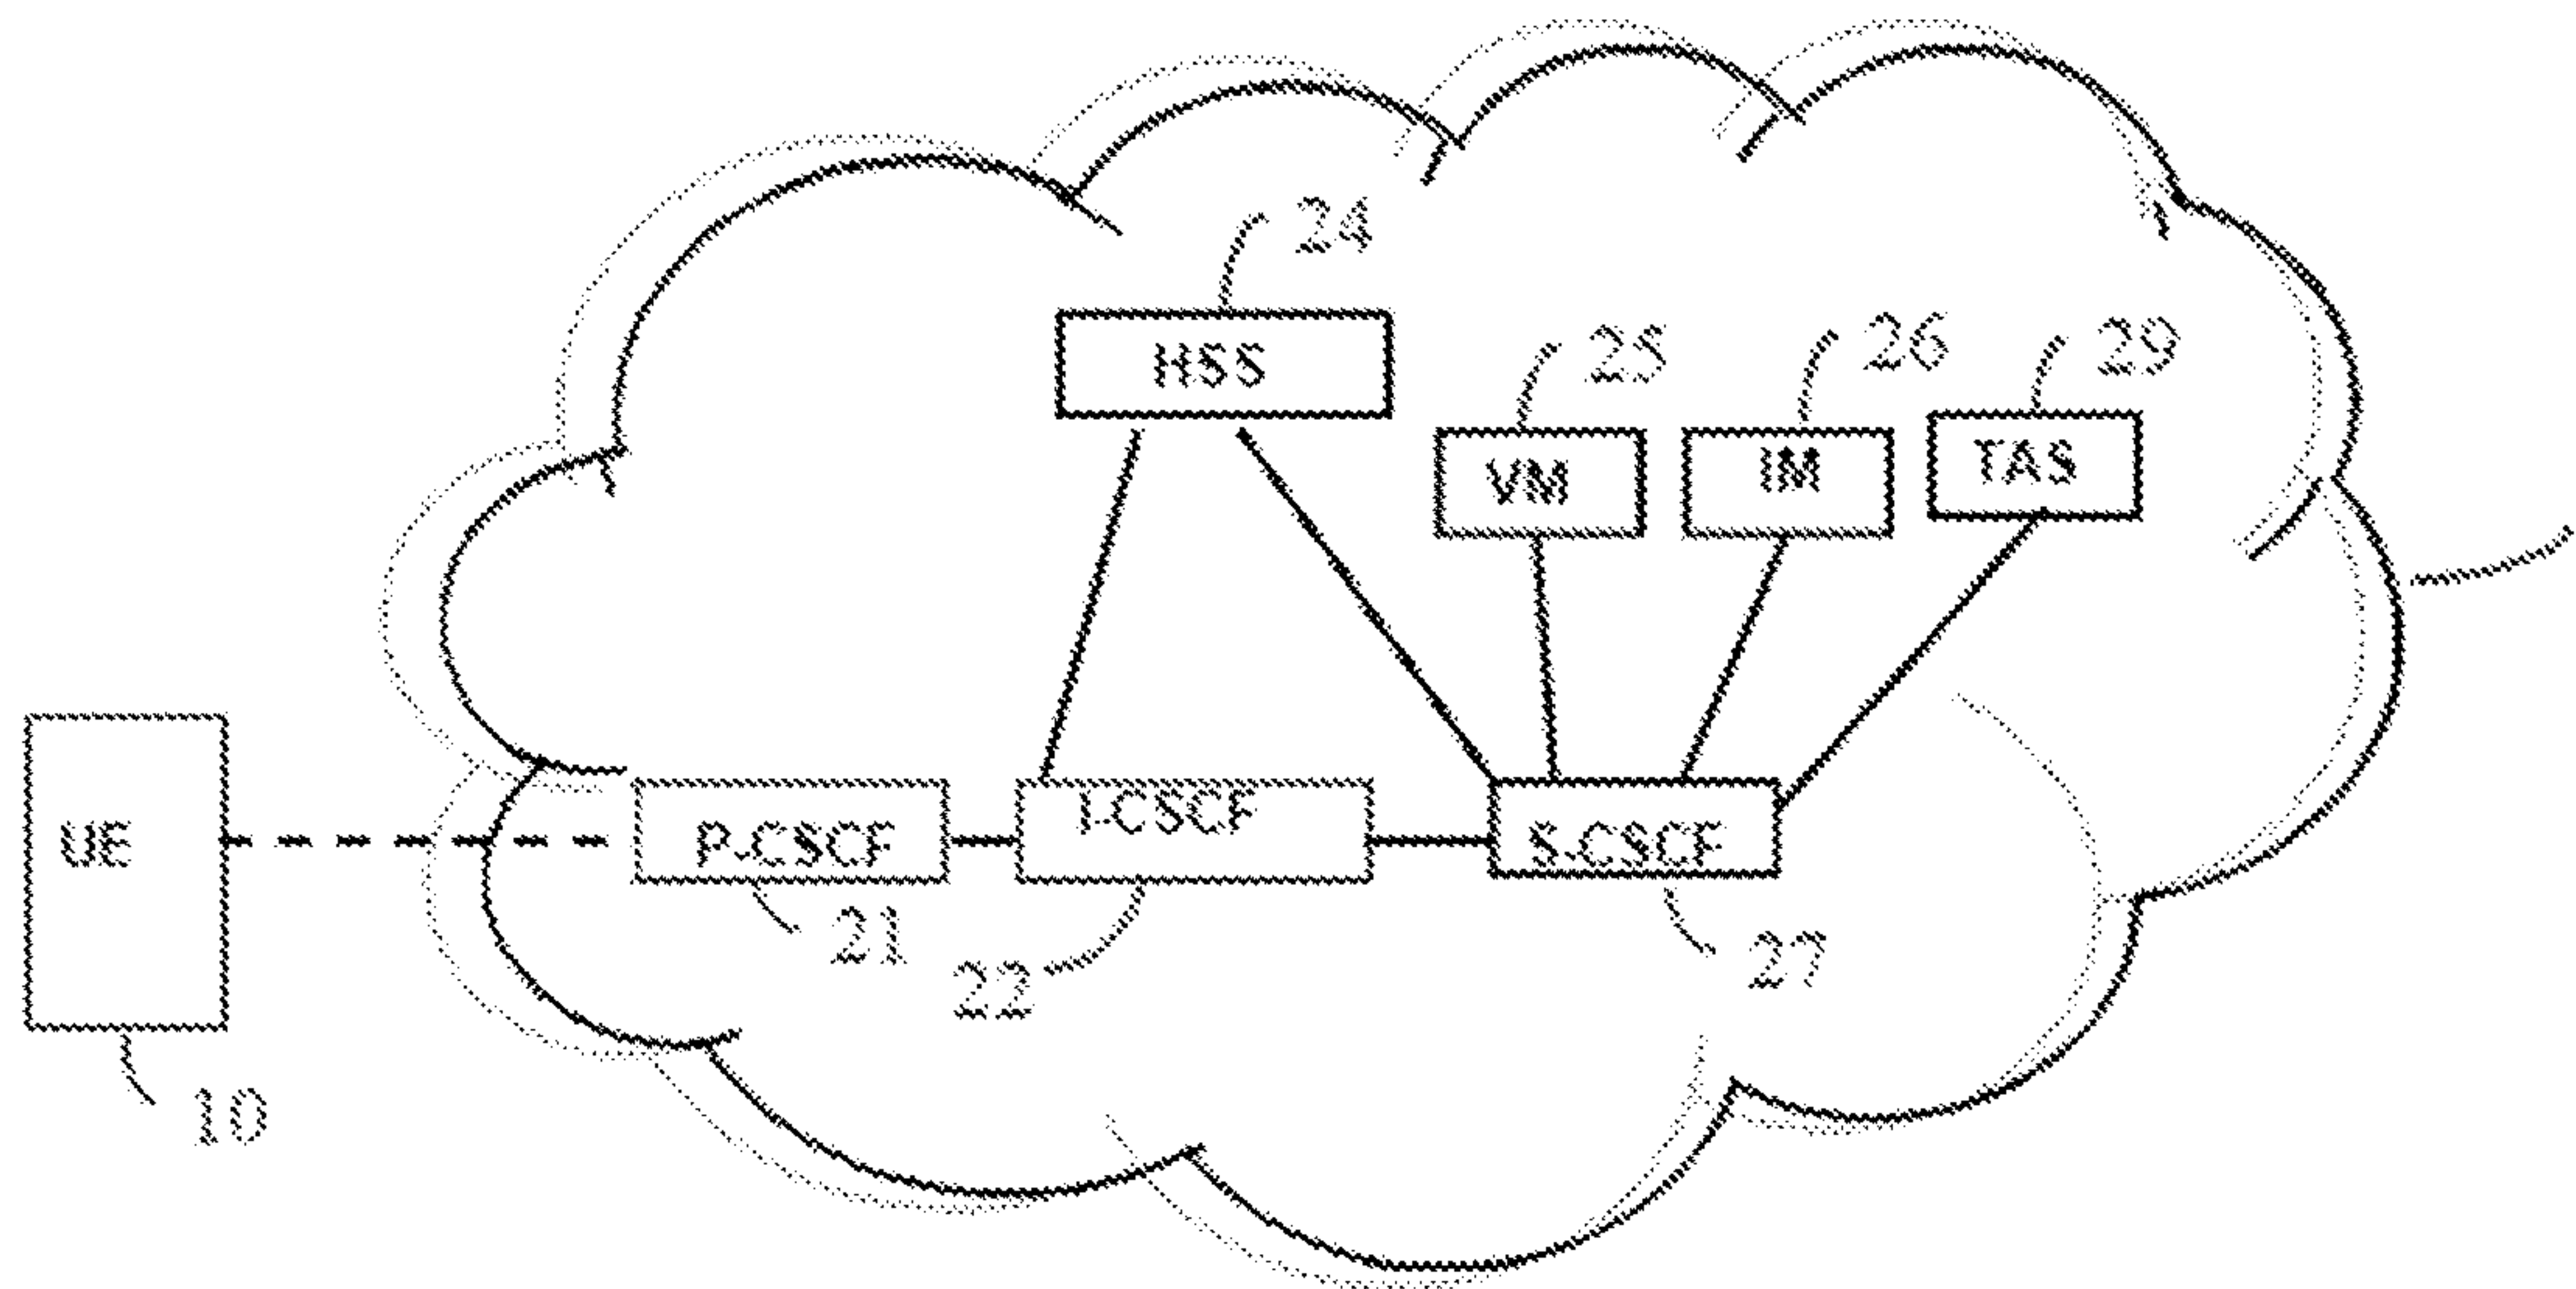 24
HSS
25
26
29
VM
IM
TAS
UE
P-CSCF
I-CSCF
S-CSCF
21
22
27
10